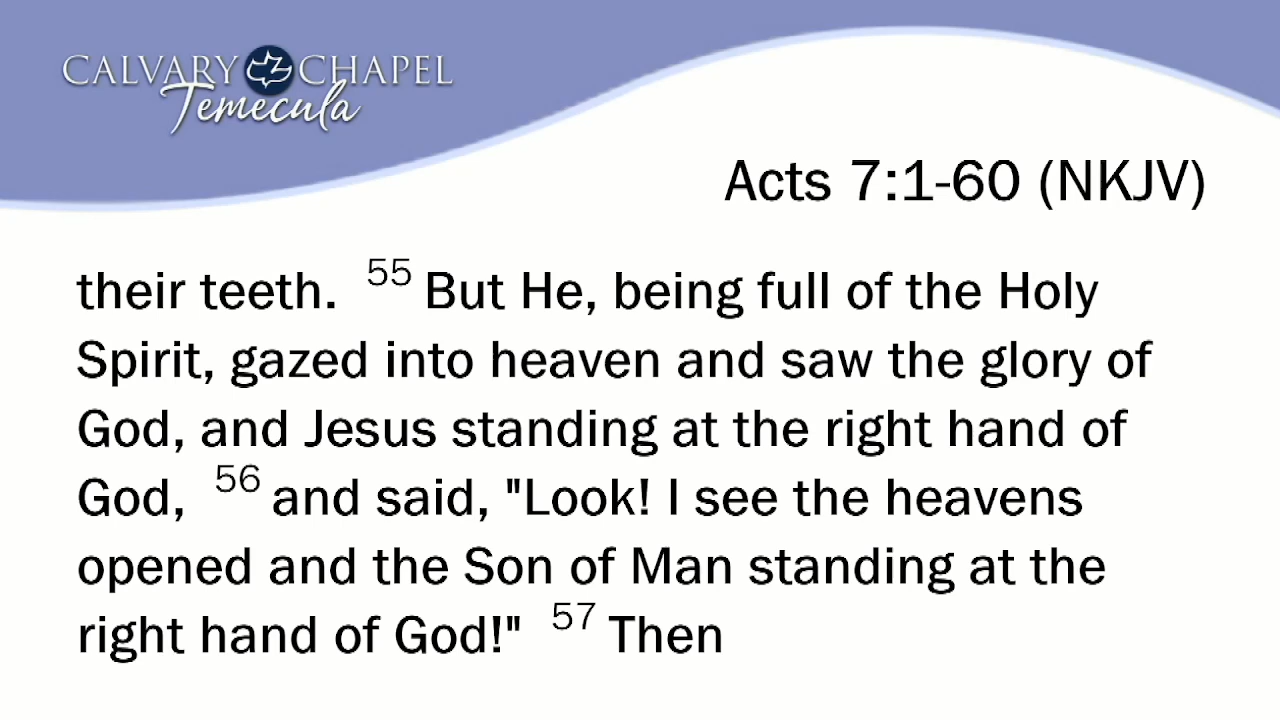 CALVARY CHAPEL
Temecula
Acts 7:1-60 (NKJV)
their teeth. 55 But He, being full of the Holy
Spirit, gazed into heaven and saw the glory of
God, and Jesus standing at the right hand of
God, 56 and said, "Look! I see the heavens
opened and the Son of Man standing at the
right hand of God!" 57 Then